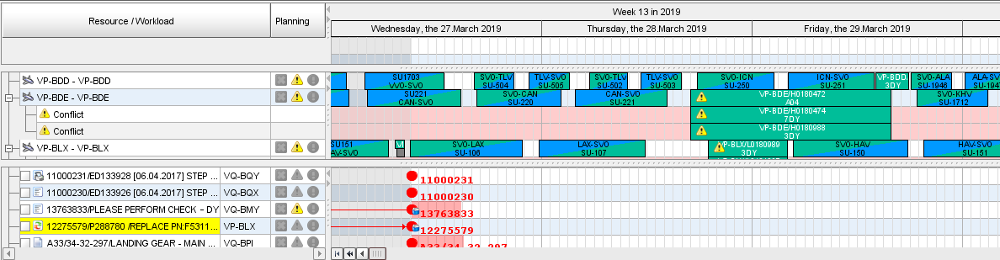 Resource / Workload
Planning
Week 13 in 2019
Wednesday, the 27.March 2019
Thursday, the 28.March 2019
Friday, the 29.March 2019
VP-BDD - VP-BDD
SU1703
VVO-SVO
SVO-TLV
SU-504
TLV-SVO
SU-505
SVO-TLV
SU-502
TLV-SVO
SU-503
SVO-ICN
SU-250
ICN-SVO
SU-251
VP-BDD/
3DY
SVO-ALA
SU-1946
ALA-SVO
SU-1947
VP-BDE - VP-BDE
SU221
CAN-SVO
SVO-CAN
SU-220
CAN-SVO
SU-221
VP-BDE/H0180472
A04
SVO-KHV
SU-1712
Conflict
VP-BDE/H0180474
7DY
Conflict
VP-BDE/H0180988
3DY
VP-BLX - VP-BLX
SU151
HAV-SVO
SVO-LAX
SU-106
LAX-SVO
SU-107
P-BLX/L0180989
3DY
SVO-HAV
SU-150
HAV-SVO
SU-151
11000231/ED133928 [06.04.2017] STEP ...
VQ-BQY
11000231
11000230/ED133926 [06.04.2017] STEP ...
VQ-BQX
11000230
13763833/PLEASE PERFORM CHECK - DY
VQ-BMY
13763833
12275579/P288780 /REPLACE PN:F5311...
VP-BLX
12275579
A33/34-32-297/LANDING GEAR - MAIN ...
VQ-BPI
A33/34-32-297